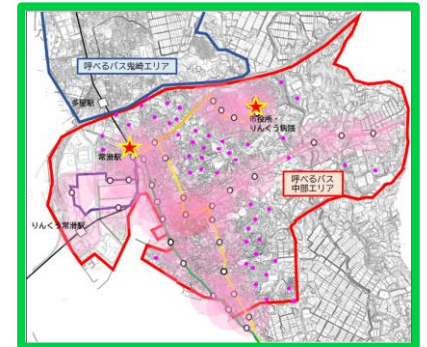 呼べるバス鬼崎エリア
多屋駅
市役所・
りんくう病院
常滑駅
呼べるバス
中部エリア
りんくう常滑駅